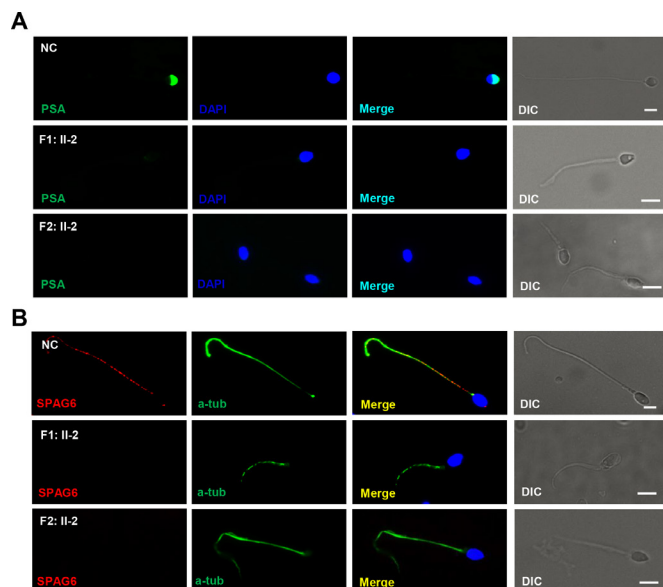 A
NC
PSA
DAPI
Merge
DIC
F1: II-2
PSA
DAPI
Merge
DIC
F2: II-2
PSA
DAPI
Merge
DIC
B
NC
SPAG6
a-tub
Merge
DIC
F1: II-2
SPAG6
a-tub
Merge
DIC
F2: II-2
SPAG6
a-tub
Merge
DIC